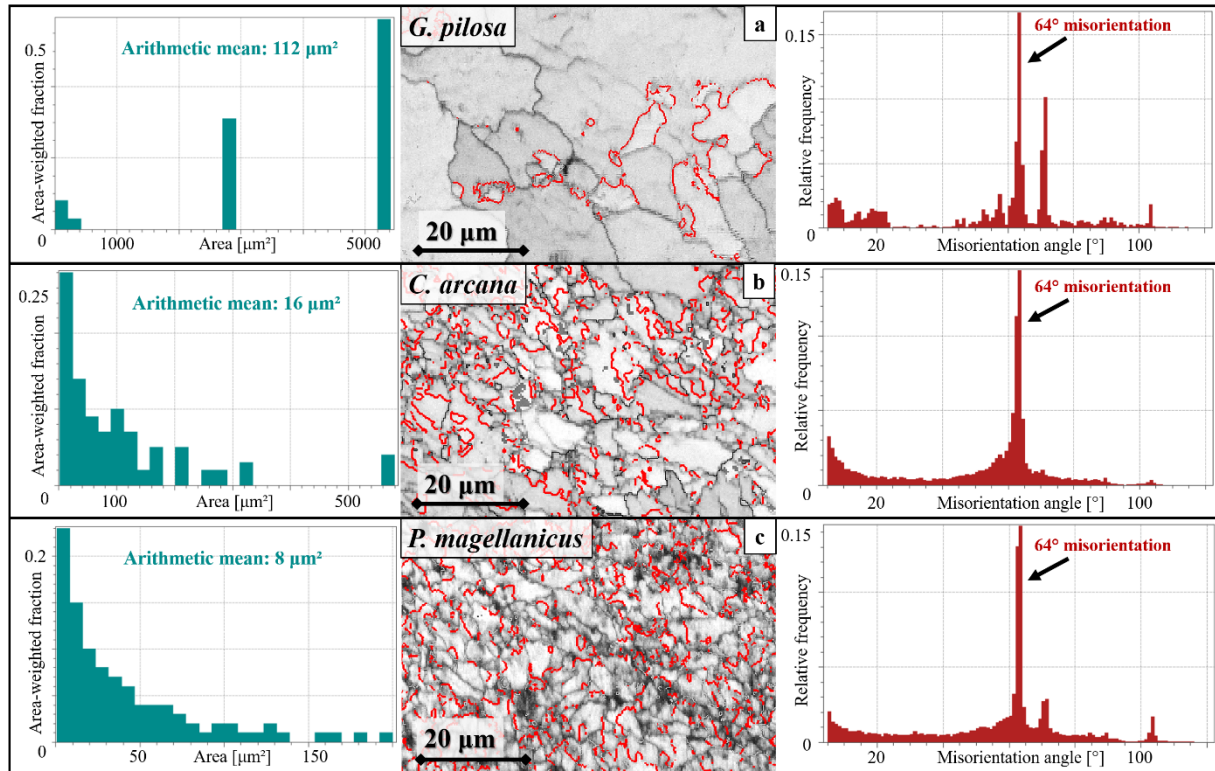 Area-weighted fraction
0.5
0
Arithmetic mean: 112 µm²
1000
Area [µm²]
5000
G. pilosa
a
20 µm
Relative frequency
0.15
0
64° misorientation
20
Misorientation angle [°]
100
Area-weighted fraction
0.25
0
Arithmetic mean: 16 µm²
100
Area [µm²]
500
C. arcana
b
20 µm
Relative frequency
0.15
0
64° misorientation
20
Misorientation angle [°]
100
Area-weighted fraction
0.2
0
Arithmetic mean: 8 µm²
50
Area [µm²]
150
P. magellanicus
c
20 µm
Relative frequency
0.15
0
64° misorientation
20
Misorientation angle [°]
100